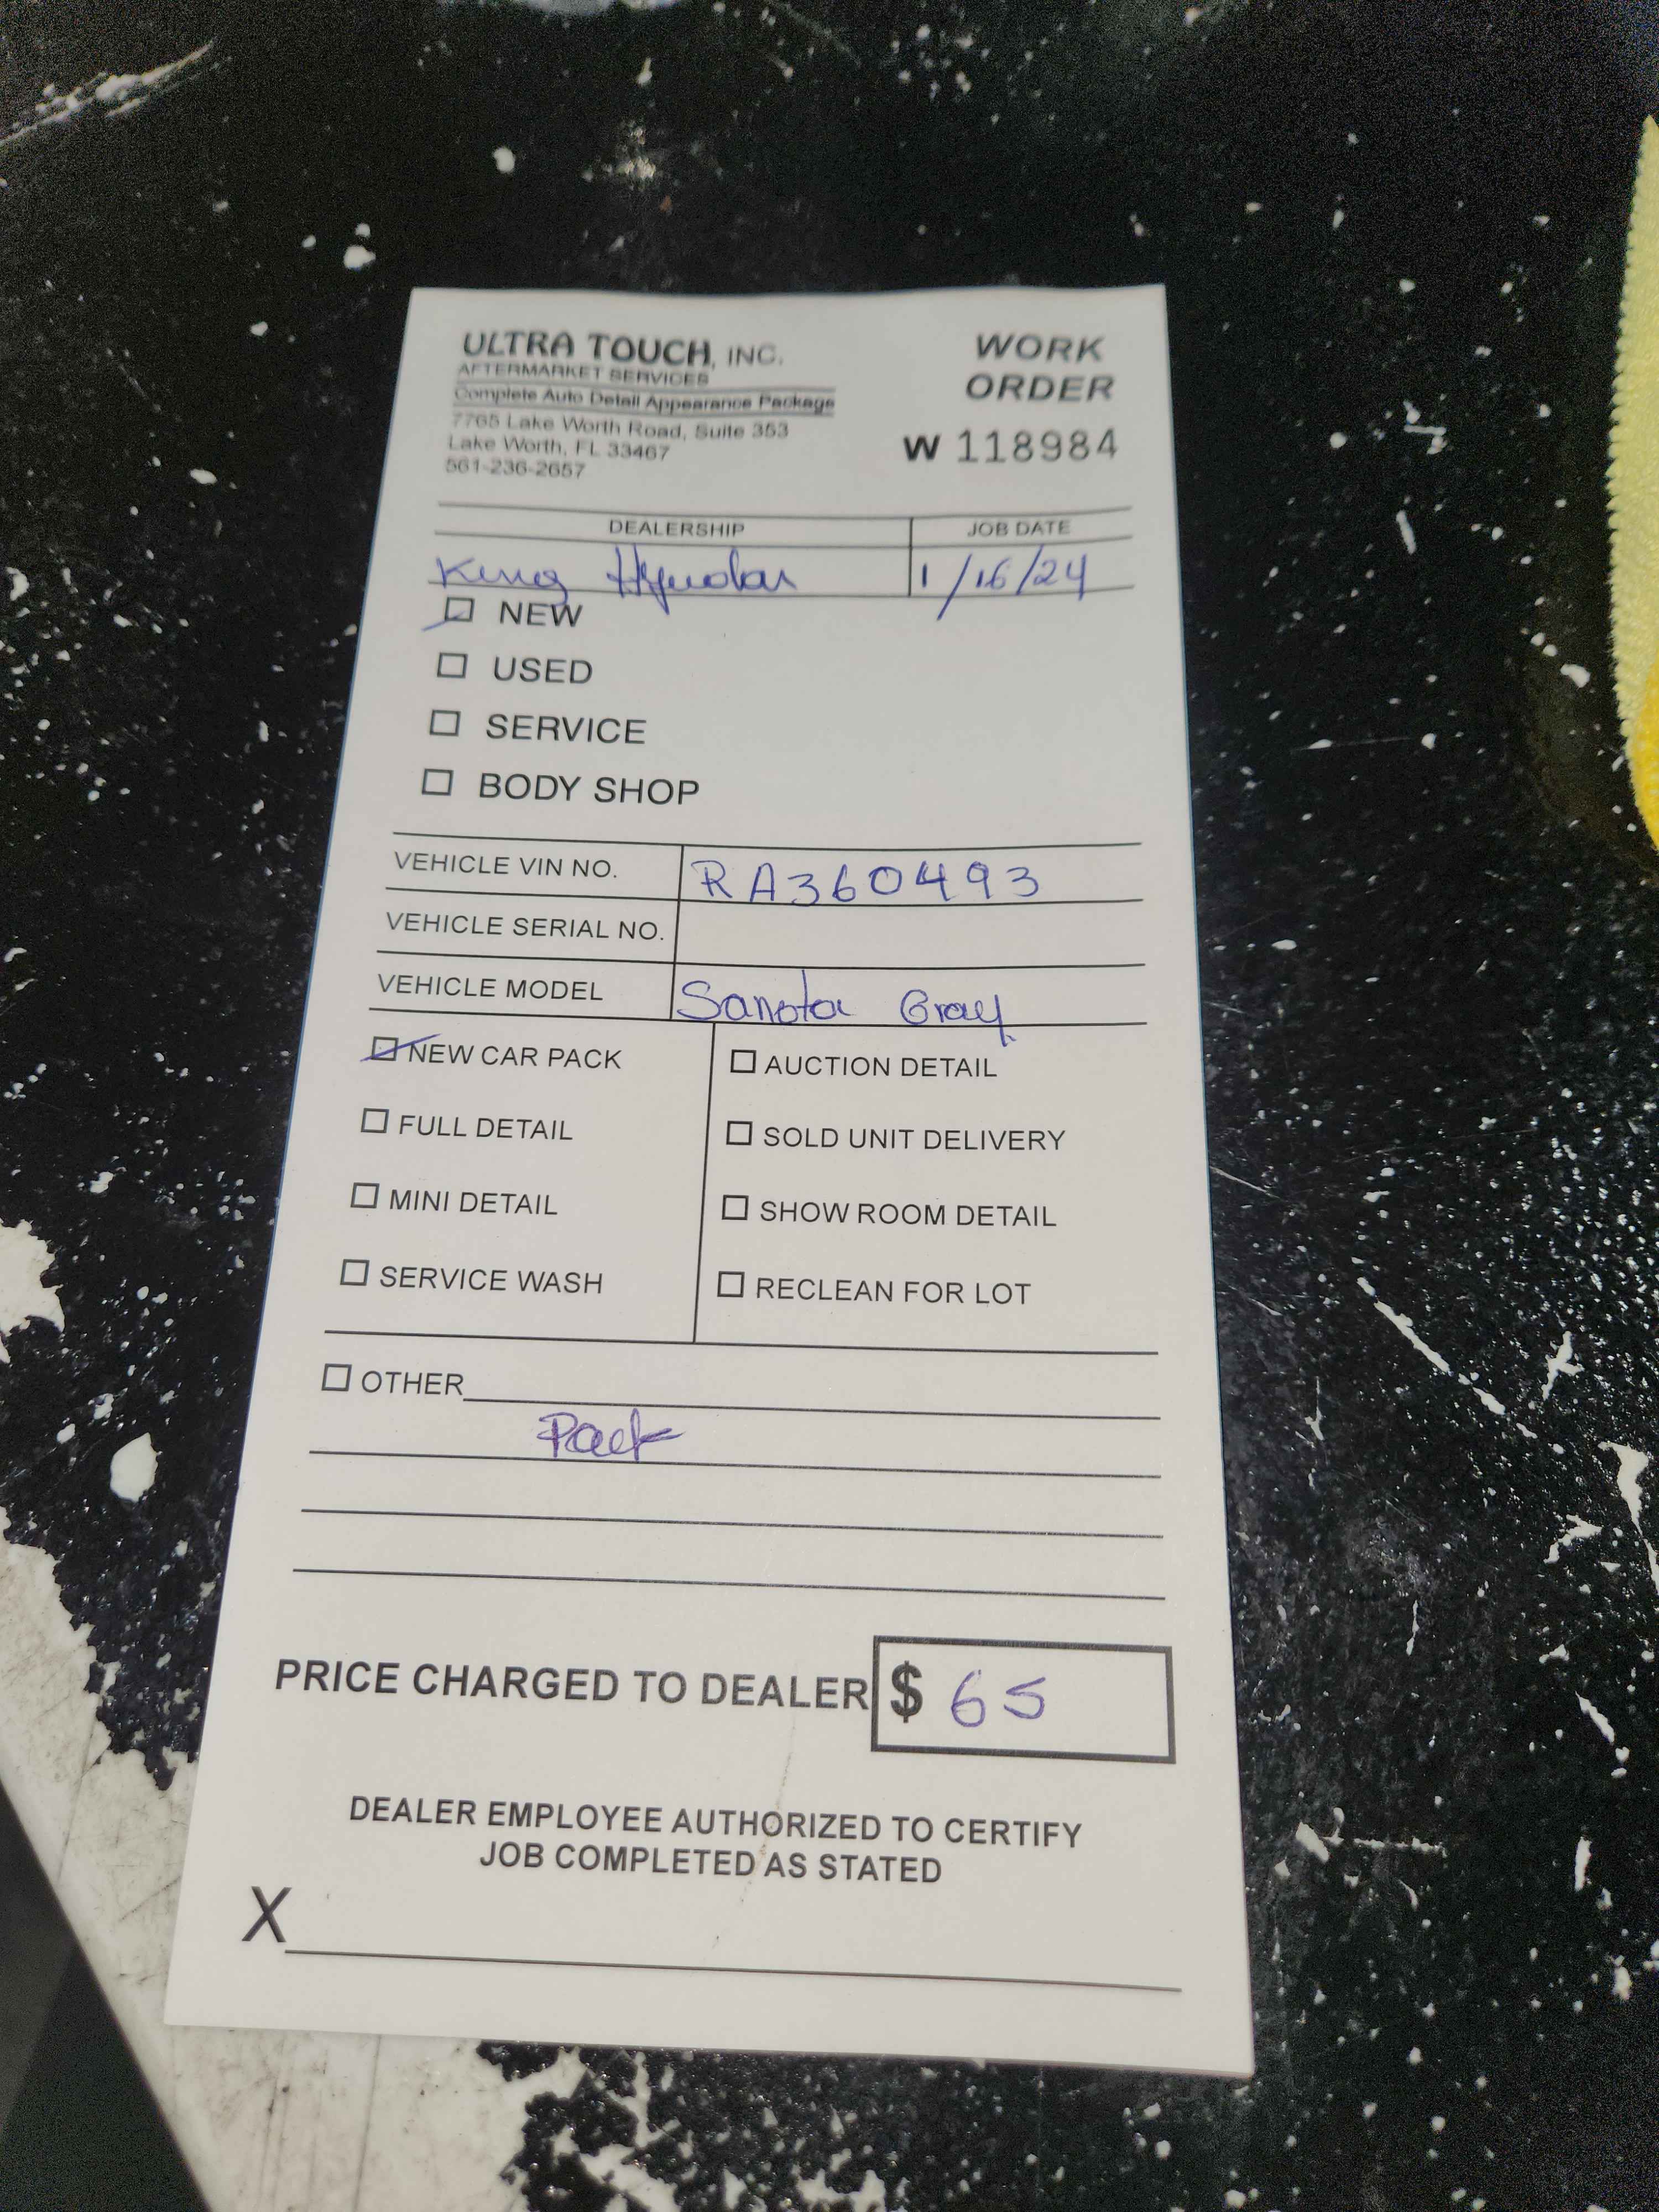 ULTRA TOUCH, INC.
AFTERMARKET SERVICES
Complete Auto Detail Appearance Package
7765 Lake Worth Road, Suite 353
Lake Worth, FL 33467
561-236-2657
WORK
ORDER
W 118984
DEALERSHIP JOB DATE
King 1/16/24
NEW
USED
SERVICE
BODY SHOP
VEHICLE VIN NO. RA360493
VEHICLE SERIAL NO.
VEHICLE MODEL Sanota Gray
NEW CAR PACK
FULL DETAIL
MINI DETAIL
SERVICE WASH
AUCTION DETAIL
SOLD UNIT DELIVERY
SHOW ROOM DETAIL
RECLEAN FOR LOT
OTHER
Pack
PRICE CHARGED TO DEALER $ 65
DEALER EMPLOYEE AUTHORIZED TO CERTIFY
JOB COMPLETED AS STATED
X